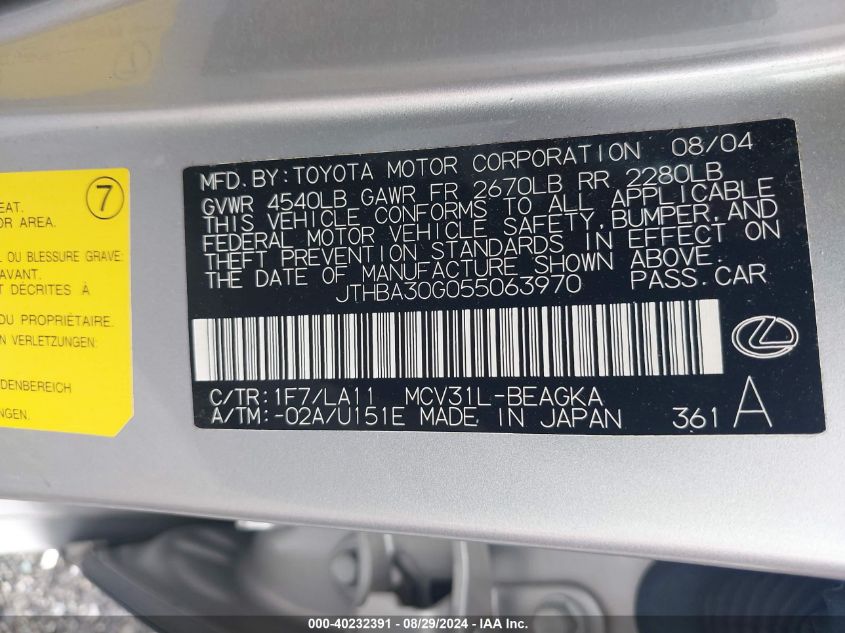 7
EAT.
OR AREA.
L OU BLESSURE GRAVE:
AVANT.
T DÉCRITES À
DU PROPRIÉTAIRE.
N VERLETZUNGEN:
DENBEREICH
MFD.BY:TOYOTA MOTOR CORPORATION 08/04
GVWR 4540LB GAWR FR 2670LB RR 2280LB
THIS VEHICLE CONFORMS TO ALL APPLICABLE
FEDERAL MOTOR VEHICLE SAFETY,BUMPER,AND
THEFT PREVENTION STANDARDS IN EFFECT ON
THE DATE OF MANUFACTURE SHOWN ABOVE.
JTHBA30G055063970 PASS.CAR
C/TR:1F7/LA11 MCV31L-BEAGKA
A/TM:-02A/U151E MADE IN JAPAN 361 A
000-40232391 - 08/29/2024 - Copyright IAA, Inc.